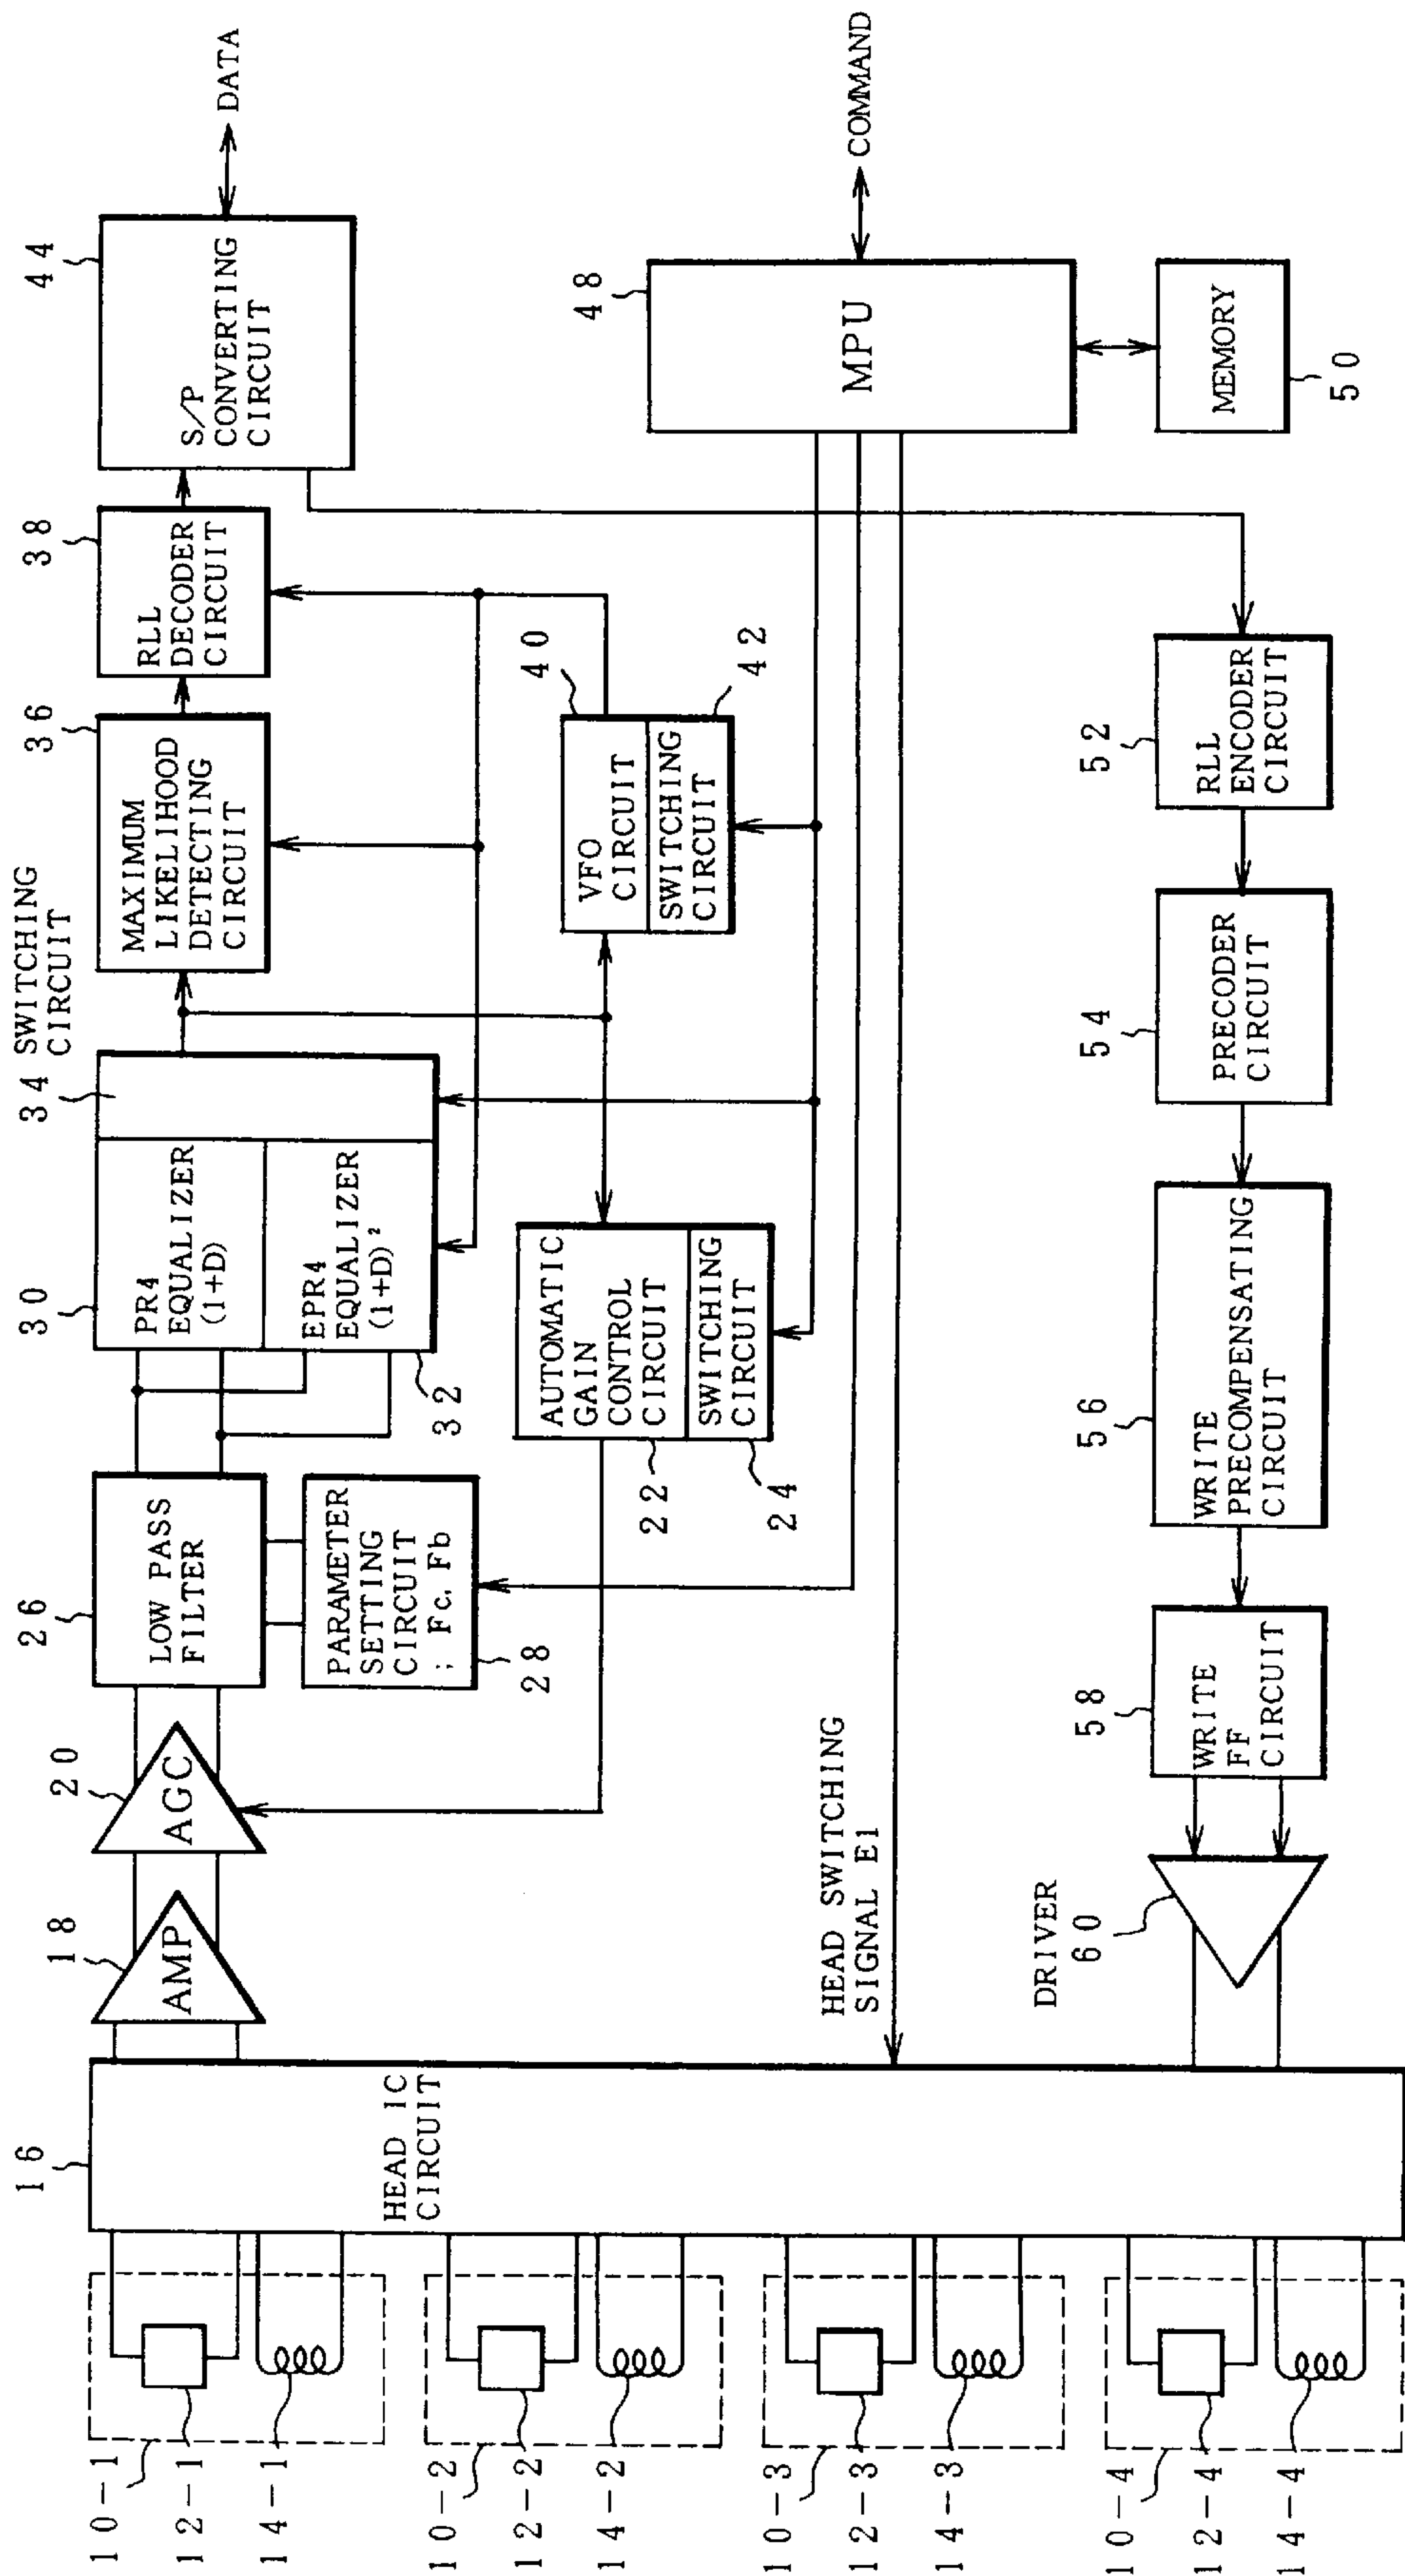 10-1
12-1
14-1
10-2
12-2
14-2
10-3
12-3
14-3
10-4
12-4
14-4
16
HEAD IC
CIRCUIT
18
AMP
20
AGC
26
LOW PASS
FILTER
PARAMETER
SETTING
CIRCUIT
; Fc, Fb
28
30
PR4
EQUALIZER
(1+D)
EPR4
EQUALIZER
(1+D)²
32
34
SWITCHING
CIRCUIT
36
MAXIMUM
LIKELIHOOD
DETECTING
CIRCUIT
38
RLL
DECODER
CIRCUIT
44
S/P
CONVERTING
CIRCUIT
DATA
AUTOMATIC
GAIN
CONTROL
CIRCUIT
SWITCHING
CIRCUIT
22
24
40
VFO
CIRCUIT
SWITCHING
CIRCUIT
42
48
MPU
COMMAND
MEMORY
50
HEAD SWITCHING
SIGNAL E1
DRIVER
60
58
WRITE
FF
CIRCUIT
56
WRITE
PRECOMPENSATING
CIRCUIT
54
PRECODER
CIRCUIT
52
RLL
ENCODER
CIRCUIT